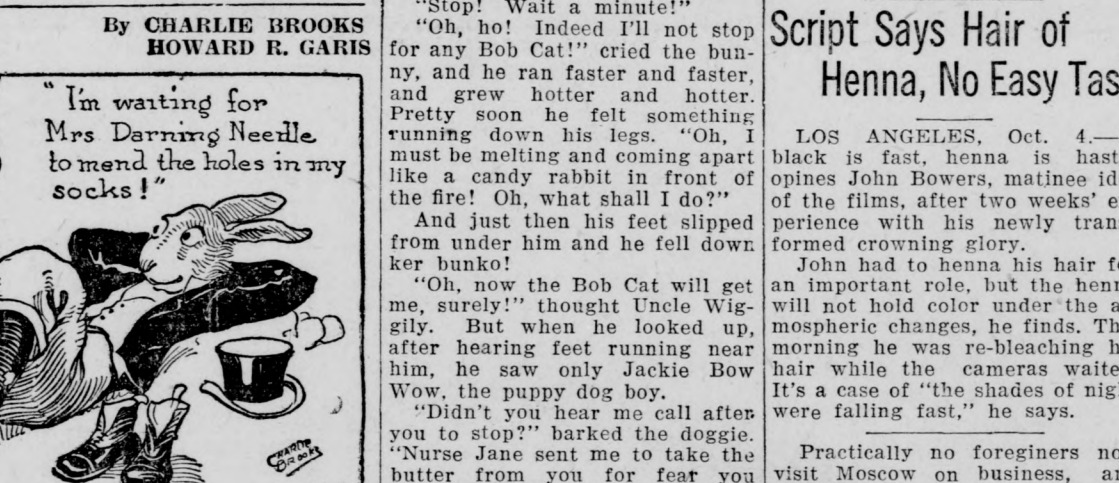 By CHARLIE BROOKS
HOWARD R. GARIS
"I'm waiting for
Mrs Darning Needle
to mend the holes in my
socks!"
CHARLIE
BROOKS
"Stop! Wait a minute!"
"Oh, ho! Indeed I'll not stop
for any Bob Cat!" cried the bun-
ny, and he ran faster and faster,
and grew hotter and hotter.
Pretty soon he felt something
running down his legs. "Oh, I
must be melting and coming apart
like a candy rabbit in front of
the fire! Oh, what shall I do?"
And just then his feet slipped
from under him and he fell down
ker bunko!
"Oh, now the Bob Cat will get
me, surely!" thought Uncle Wig-
gily. But when he looked up,
after hearing feet running near
him, he saw only Jackie Bow
Wow, the puppy dog boy.
"Didn't you hear me call after
you to stop?" barked the doggie.
"Nurse Jane sent me to take the
butter from you for fear you
Script Says Hair of
Henna, No Easy Tas
LOS ANGELES, Oct. 4.—
black is fast, henna is hast
opines John Bowers, matinee id
of the films, after two weeks' e
perience with his newly tran
formed crowning glory.
John had to henna his hair f
an important role, but the henn
will not hold color under the a
mospheric changes, he finds. Th
morning he was re-bleaching h
hair while the cameras waite
It's a case of "the shades of nig
were falling fast," he says.
Practically no foreginers no
visit Moscow on business, a